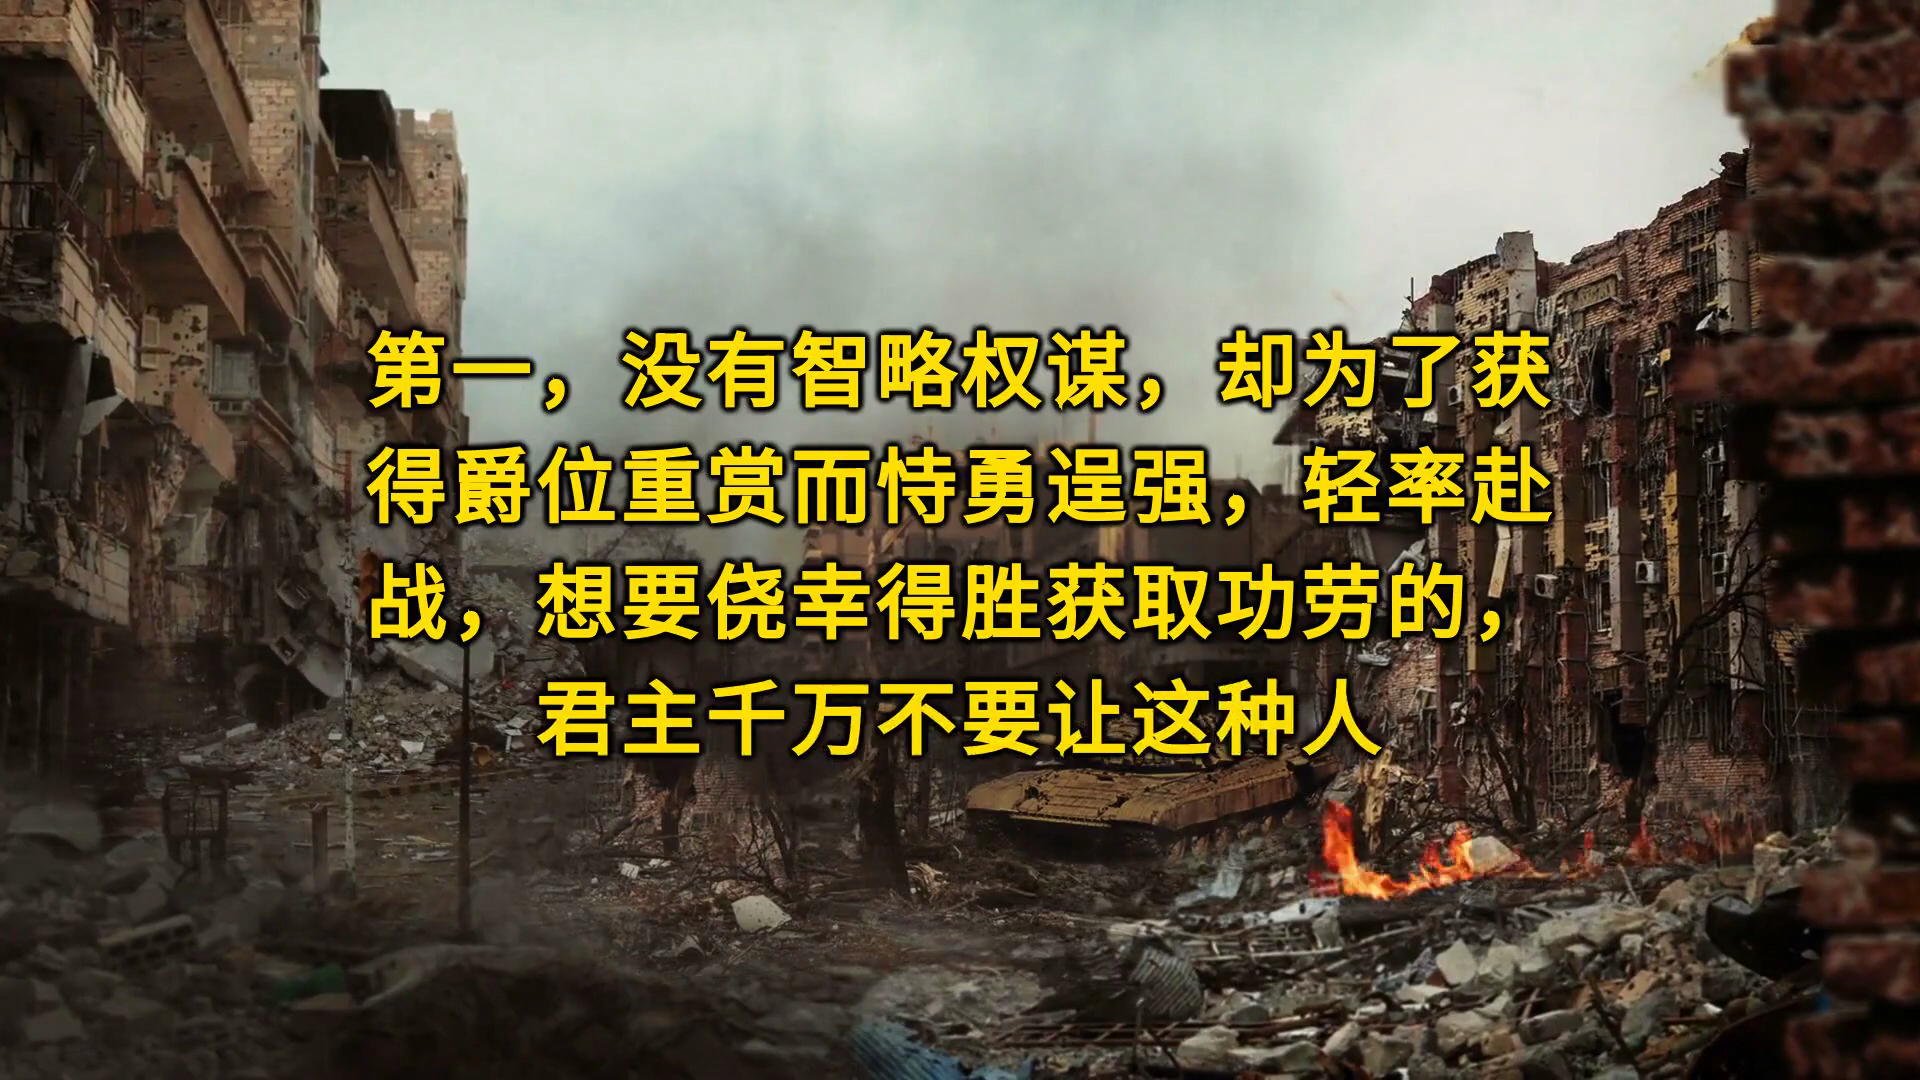 第一，没有智略权谋，却为了获
得爵位重赏而恃勇逞强，轻率赴
战，想要侥幸得胜获取功劳的，
君主千万不要让这种人